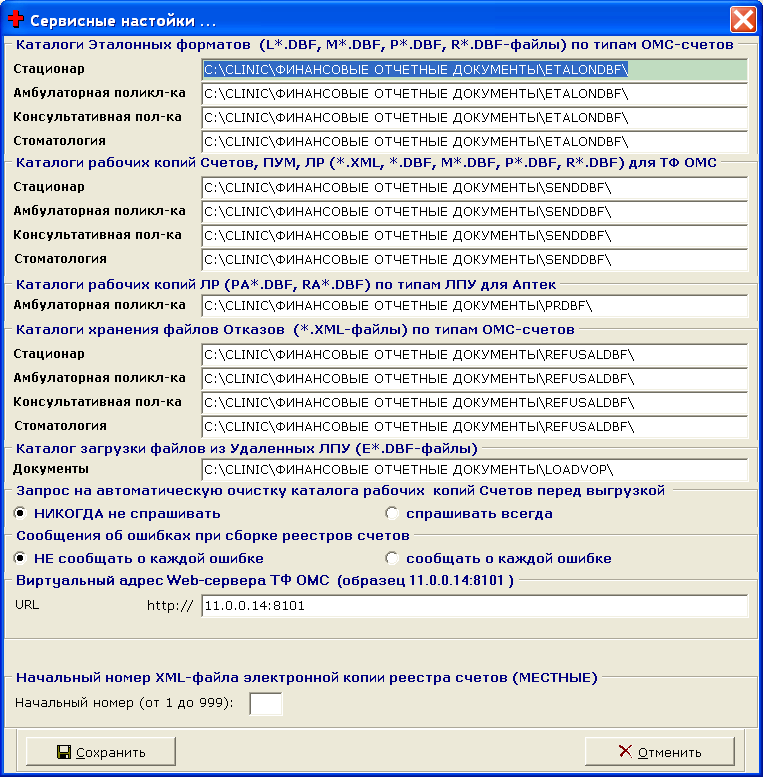 Сервисные настойки ...
Каталоги Эталонных форматов (L*.DBF, M*.DBF, P*.DBF, R*.DBF-файлы) по типам ОМС-счетов
Стационар C:\CLINIC\ФИНАНСОВЫЕ ОТЧЕТНЫЕ ДОКУМЕНТЫ\ETALONDBF\
Амбулаторная поликл-ка C:\CLINIC\ФИНАНСОВЫЕ ОТЧЕТНЫЕ ДОКУМЕНТЫ\ETALONDBF\
Консультативная пол-ка C:\CLINIC\ФИНАНСОВЫЕ ОТЧЕТНЫЕ ДОКУМЕНТЫ\ETALONDBF\
Стоматология C:\CLINIC\ФИНАНСОВЫЕ ОТЧЕТНЫЕ ДОКУМЕНТЫ\ETALONDBF\
Каталоги рабочих копий Счетов, ПУМ, ЛР (*.XML, *.DBF, M*.DBF, P*.DBF, R*.DBF) для ТФ ОМС
Стационар C:\CLINIC\ФИНАНСОВЫЕ ОТЧЕТНЫЕ ДОКУМЕНТЫ\SENDDBF\
Амбулаторная поликл-ка C:\CLINIC\ФИНАНСОВЫЕ ОТЧЕТНЫЕ ДОКУМЕНТЫ\SENDDBF\
Консультативная пол-ка C:\CLINIC\ФИНАНСОВЫЕ ОТЧЕТНЫЕ ДОКУМЕНТЫ\SENDDBF\
Стоматология C:\CLINIC\ФИНАНСОВЫЕ ОТЧЕТНЫЕ ДОКУМЕНТЫ\SENDDBF\
Каталоги рабочих копий ЛР (PA*.DBF, RA*.DBF) по типам ЛПУ для Аптек
Амбулаторная поликл-ка C:\CLINIC\ФИНАНСОВЫЕ ОТЧЕТНЫЕ ДОКУМЕНТЫ\PRDBF\
Каталоги хранения файлов Отказов (*.XML-файлы) по типам ОМС-счетов
Стационар C:\CLINIC\ФИНАНСОВЫЕ ОТЧЕТНЫЕ ДОКУМЕНТЫ\REFUSALDBF\
Амбулаторная поликл-ка C:\CLINIC\ФИНАНСОВЫЕ ОТЧЕТНЫЕ ДОКУМЕНТЫ\REFUSALDBF\
Консультативная пол-ка C:\CLINIC\ФИНАНСОВЫЕ ОТЧЕТНЫЕ ДОКУМЕНТЫ\REFUSALDBF\
Стоматология C:\CLINIC\ФИНАНСОВЫЕ ОТЧЕТНЫЕ ДОКУМЕНТЫ\REFUSALDBF\
Каталог загрузки файлов из Удаленных ЛПУ (E*.DBF-файлы)
Документы C:\CLINIC\ФИНАНСОВЫЕ ОТЧЕТНЫЕ ДОКУМЕНТЫ\LOADVOP\
Запрос на автоматическую очистку каталога рабочих копий Счетов перед выгрузкой
НИКОГДА не спрашивать спрашивать всегда
Сообщения об ошибках при сборке реестров счетов
НЕ сообщать о каждой ошибке сообщать о каждой ошибке
Виртуальный адрес Web-сервера ТФ ОМС (образец 11.0.0.14:8101 )
URL http:// 11.0.0.14:8101
Начальный номер XML-файла электронной копии реестра счетов (МЕСТНЫЕ)
Начальный номер (от 1 до 999):
Сохранить Отменить